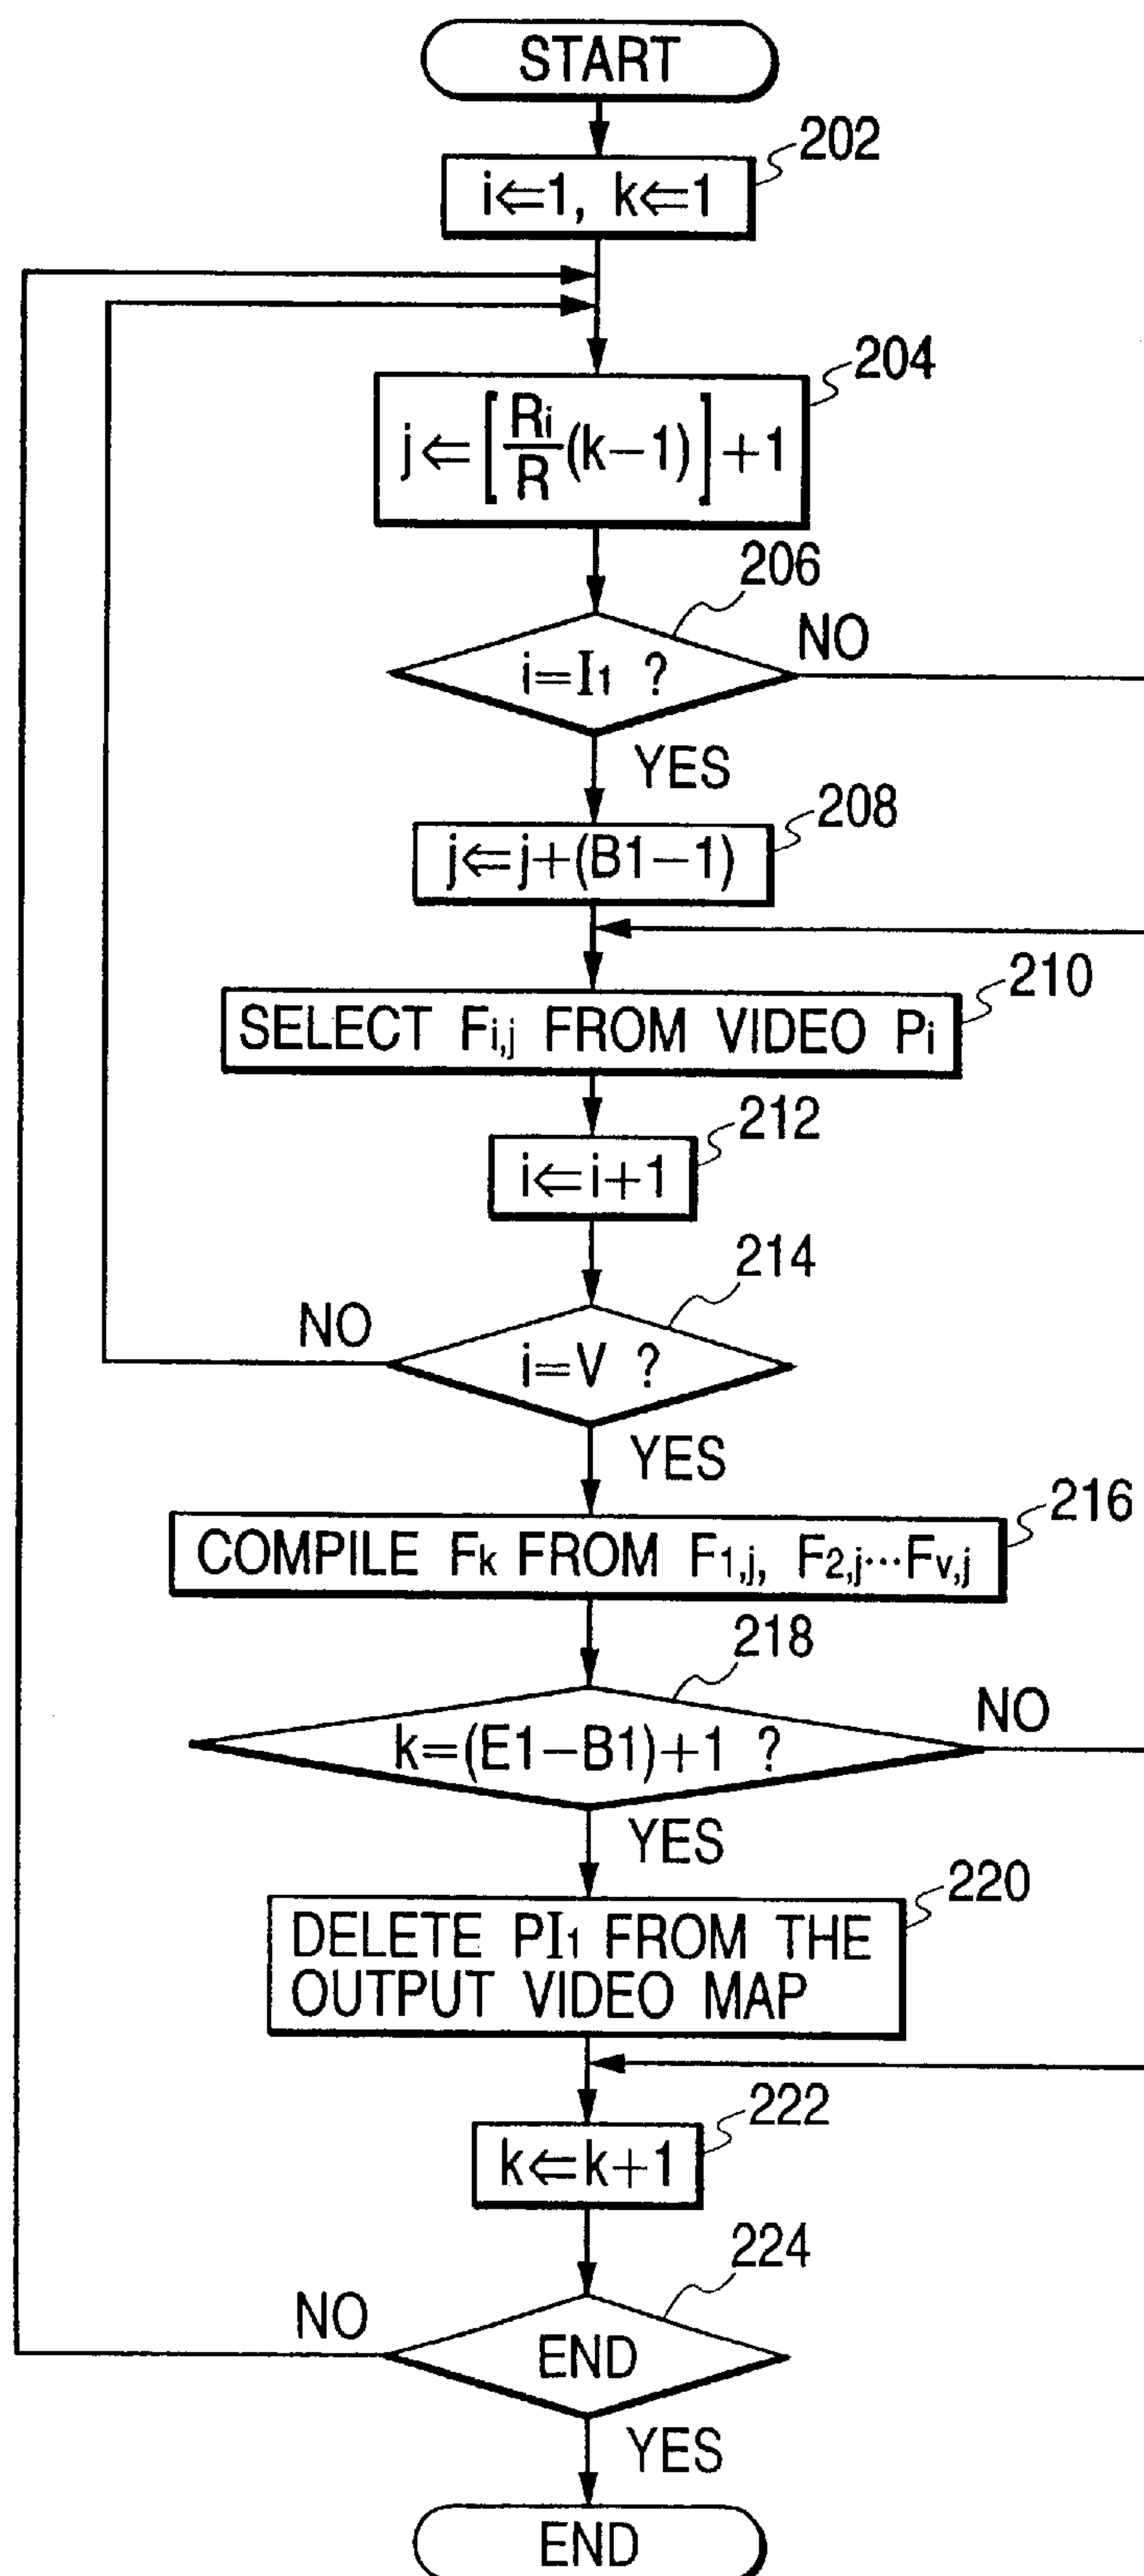 START
202
i⇐1, k⇐1
204
j⇐[Ri/R(k−1)]+1
206
i=I1 ?
NO
YES
208
j⇐j+(B1−1)
210
SELECT Fi,j FROM VIDEO Pi
212
i⇐i+1
214
NO
i=V ?
YES
216
COMPILE Fk FROM F1,j, F2,j···Fv,j
218
k=(E1−B1)+1 ?
NO
YES
220
DELETE PI1 FROM THE
OUTPUT VIDEO MAP
222
k⇐k+1
224
NO
END
YES
END